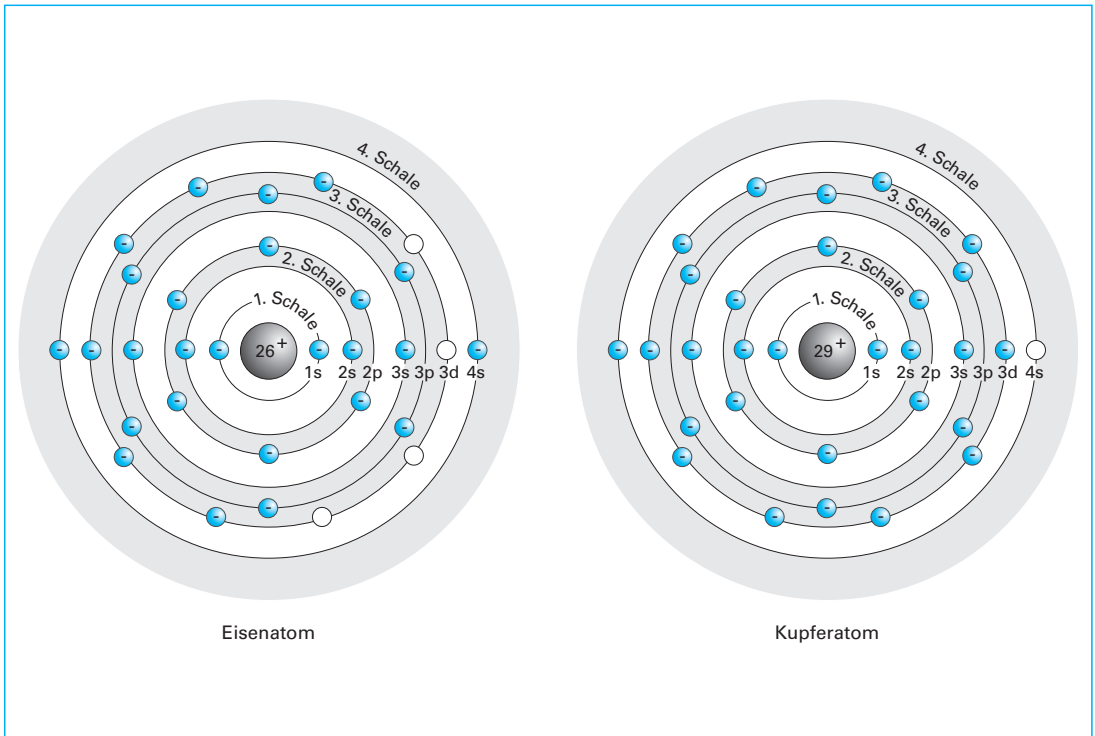 4. Schale
3. Schale
2. Schale
1. Schale
26+
1s 2s 2p 3s 3p 3d 4s
Eisenatom
4. Schale
3. Schale
2. Schale
1. Schale
29+
1s 2s 2p 3s 3p 3d 4s
Kupferatom